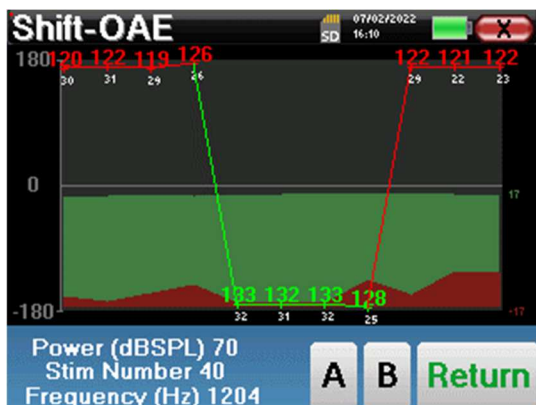 Shift-OAE
SD
07/02/2022
16:10
X
180
120 122 119 126 122 121 122
30 31 29 26 29 22 23
0
17
133 132 133 128
-180
-17
32 31 32 25
Power (dBSPL) 70
Stim Number 40
Frequency (Hz) 1204
A B Return